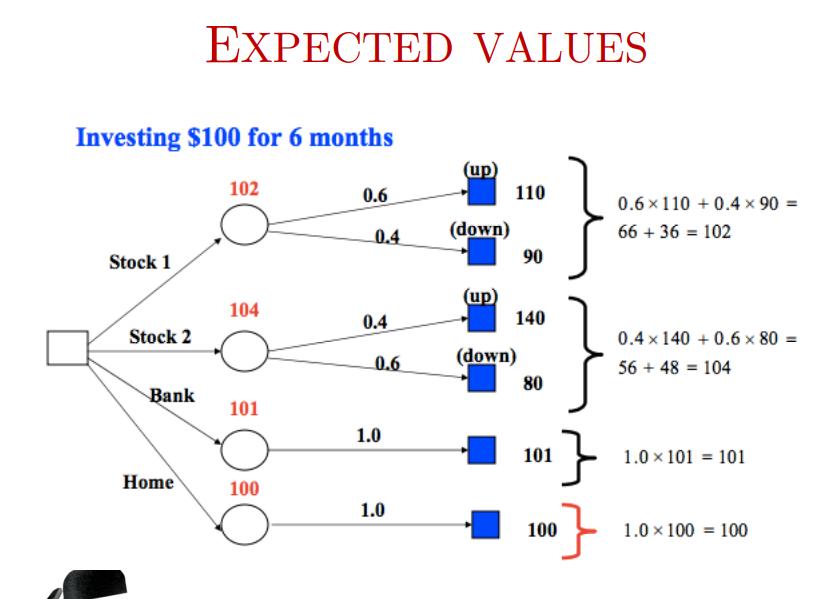 EXPECTED VALUES
Investing $100 for 6 months
102
Stock 1
0.6
(up)
110
0.4
(down)
90
0.6 × 110 + 0.4 × 90 =
66 + 36 = 102
104
Stock 2
0.4
(up)
140
0.6
(down)
80
0.4 × 140 + 0.6 × 80 =
56 + 48 = 104
Bank
101
1.0
101
1.0 × 101 = 101
Home
100
1.0
100
1.0 × 100 = 100